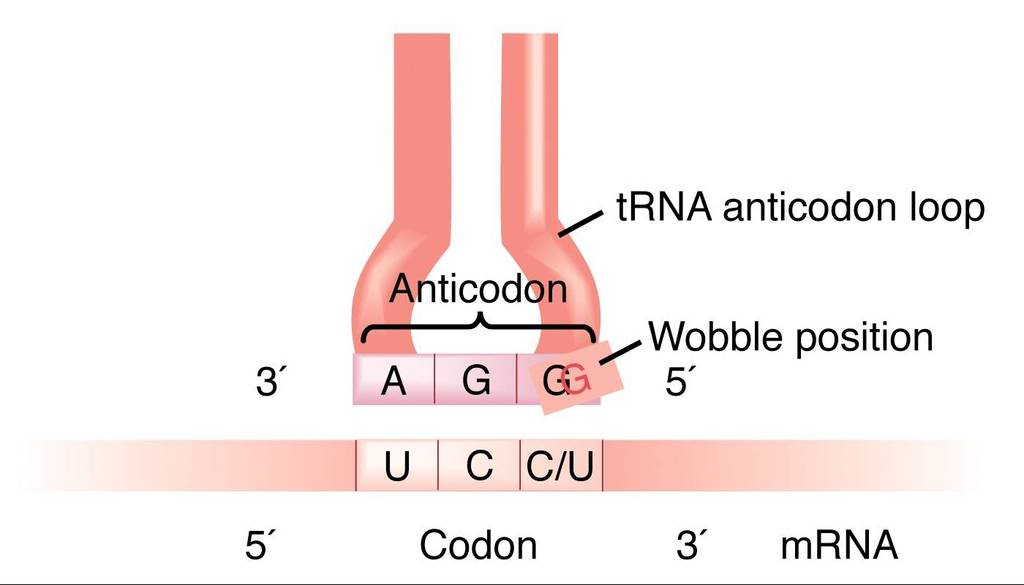 tRNA anticodon loop
Anticodon
Wobble position
3´ A G G G 5´
U C C/U
5´ Codon 3´ mRNA